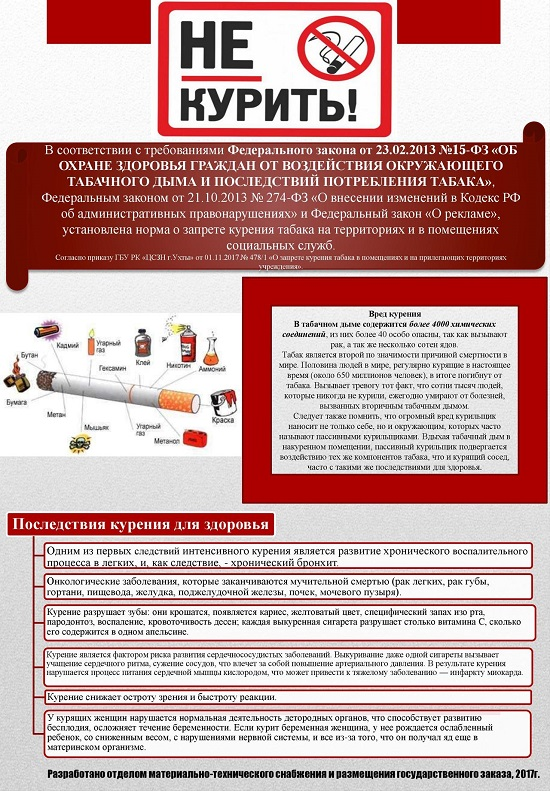 НЕ
КУРИТЬ!
В соответствии с требованиями Федерального закона от 23.02.2013 №15-ФЗ «ОБ
ОХРАНЕ ЗДОРОВЬЯ ГРАЖДАН ОТ ВОЗДЕЙСТВИЯ ОКРУЖАЮЩЕГО
ТАБАЧНОГО ДЫМА И ПОСЛЕДСТВИЙ ПОТРЕБЛЕНИЯ ТАБАКА»,
Федеральным законом от 21.10.2013 № 274-ФЗ «О внесении изменений в Кодекс РФ
об административных правонарушениях» и Федеральный закон «О рекламе»,
установлена норма о запрете курения табака на территориях и в помещениях
социальных служб.
Согласно приказу ГБУ РК «ЦСЗН г.Ухты» от 01.11.2017 № 478/1 «О запрете курения табака в помещениях и на прилегающих территориях
учреждения».
Кадмий
Угарный
газ
Клей
Бутан
Гексамин
Никотин
Аммоний
Бумага
Метан
Мышьяк
Угарный
газ
Метанол
Краска
Вред курения
В табачном дыме содержится более 4000 химических
соединений, из них более 40 особо опасны, так как вызывают
рак, а так же несколько сотен ядов.
Табак является второй по значимости причиной смертности в
мире. Половина людей в мире, регулярно курящие в настоящее
время (около 650 миллионов человек), в итоге погибнут от
табака. Вызывает тревогу тот факт, что сотни тысяч людей,
которые никогда не курили, ежегодно умирают от болезней,
вызванных вторичным табачным дымом.
Следует также помнить, что огромный вред курильщик
наносит не только себе, но и окружающим, которых часто
называют пассивными курильщиками. Вдыхая табачный дым в
накуренном помещении, пассивный курильщик подвергается
воздействию тех же компонентов табака, что и курящий сосед,
часто с такими же последствиями для здоровья.
Последствия курения для здоровья
Одним из первых следствий интенсивного курения является развитие хронического воспалительного
процесса в легких, и, как следствие, - хронический бронхит.
Онкологические заболевания, которые заканчиваются мучительной смертью (рак легких, рак губы,
гортани, пищевода, желудка, поджелудочной железы, почек, мочевого пузыря).
Курение разрушает зубы: они крошатся, появляется кариес, желтоватый цвет, специфический запах изо рта,
пародонтоз, воспаление, кровоточивость десен; каждая выкуренная сигарета разрушает столько витамина С, сколько
его содержится в одном апельсине.
Курение является фактором риска развития сердечнососудистых заболеваний. Выкуривание даже одной сигареты вызывает
учащение сердечного ритма, сужение сосудов, что влечет за собой повышение артериального давления. В результате курения
нарушается процесс питания сердечной мышцы кислородом, что может привести к тяжелому заболеванию — инфаркту миокарда.
Курение снижает остроту зрения и быстроту реакции.
У курящих женщин нарушается нормальная деятельность детородных органов, что способствует развитию
бесплодия, осложняет течение беременности. Если курит беременная женщина, у нее рождается ослабленный
ребенок, со сниженным весом, с нарушениями нервной системы, и все из-за того, что он получал яд еще в
материнском организме.
Разработано отделом материально-технического снабжения и размещения государственного заказа, 2017г.